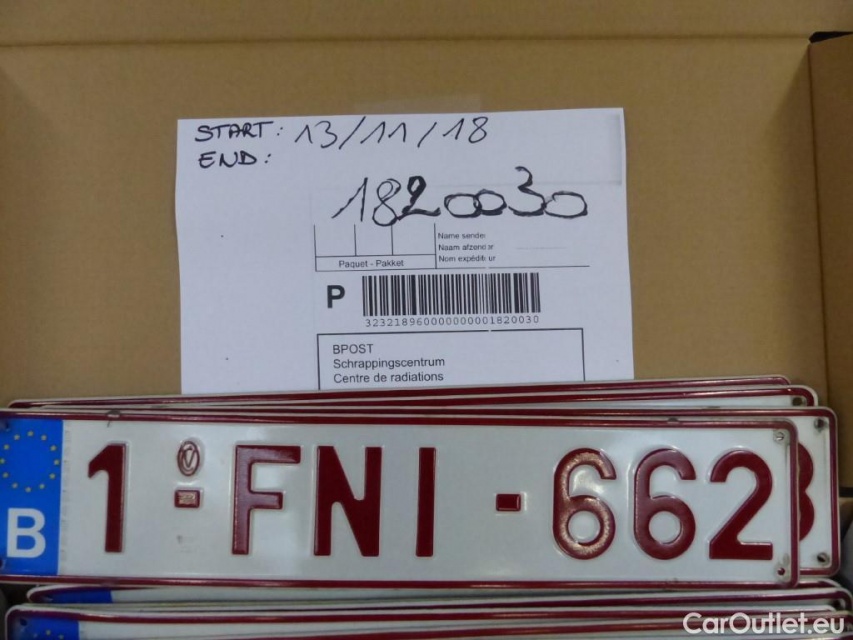 START: 13/11/18
END:
1820030
Name sender
Naam afzender
Nom expéditeur
Paquet - Pakket
P
323218960000000001820030
BPOST
Schrappingscentrum
Centre de radiations
B 1-FNI-662
CarOutlet.eu